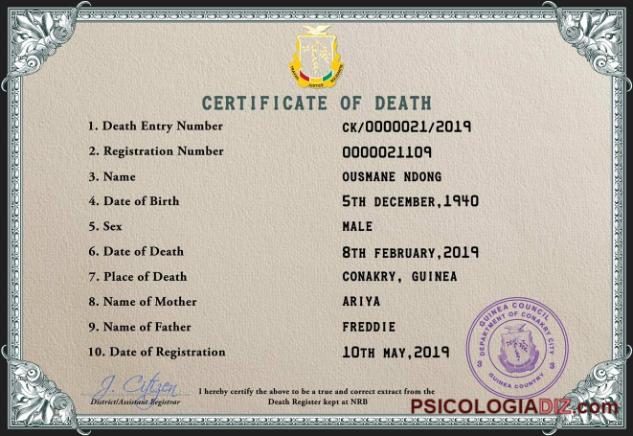 CERTIFICATE OF DEATH
1. Death Entry Number CK/0000021/2019
2. Registration Number 0000021109
3. Name OUSMANE NDONG
4. Date of Birth 5TH DECEMBER,1940
5. Sex MALE
6. Date of Death 8TH FEBRUARY,2019
7. Place of Death CONAKRY, GUINEA
8. Name of Mother ARIYA
9. Name of Father FREDDIE
10. Date of Registration 10TH MAY,2019
GUINEA COUNCIL
DEPARTMENT OF CONAKRY CITY
3 3
GUINEA COUNTRY
J. Citizen
District/Assistant Registrar
I hereby certify the above to be a true and correct extract from the
Death Register kept at NRB
PSICOLOGIADIZ.com